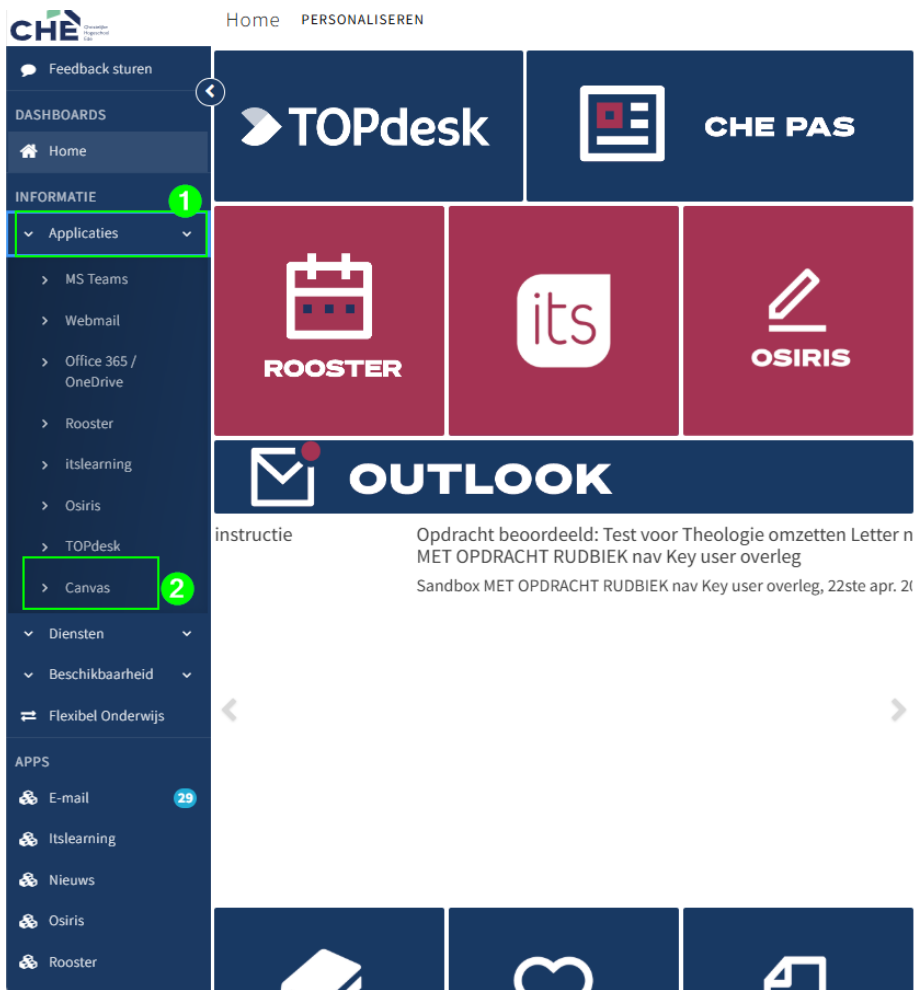 CHE
Christelijke
Hogeschool
Ede
Home PERSONALISEREN
Feedback sturen
DASHBOARDS
Home
INFORMATIE
1
Applicaties
MS Teams
Webmail
Office 365 /
OneDrive
Rooster
itslearning
Osiris
TOPdesk
Canvas
2
Diensten
Beschikbaarheid
Flexibel Onderwijs
APPS
E-mail 29
Itslearning
Nieuws
Osiris
Rooster
TOPdesk
CHE PAS
ROOSTER
its
OSIRIS
OUTLOOK
instructie
Opdracht beoordeeld: Test voor Theologie omzetten Letter n
MET OPDRACHT RUDBIEK nav Key user overleg
Sandbox MET OPDRACHT RUDBIEK nav Key user overleg, 22ste apr. 20